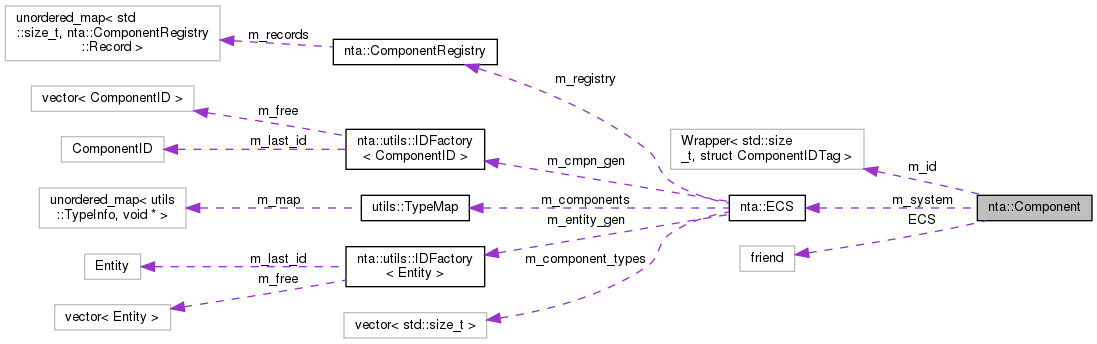 unordered_map< std
::size_t, nta::ComponentRegistry
::Record >
m_records
nta::ComponentRegistry
m_registry
vector< ComponentID >
m_free
ComponentID
m_last_id
nta::utils::IDFactory
< ComponentID >
m_cmpn_gen
Wrapper< std::size
_t, struct ComponentIDTag >
m_id
unordered_map< utils
::TypeInfo, void * >
m_map
utils::TypeMap
m_components
nta::ECS
m_system
nta::Component
ECS
friend
m_entity_gen
Entity
m_last_id
nta::utils::IDFactory
< Entity >
m_free
vector< Entity >
m_component_types
vector< std::size_t >